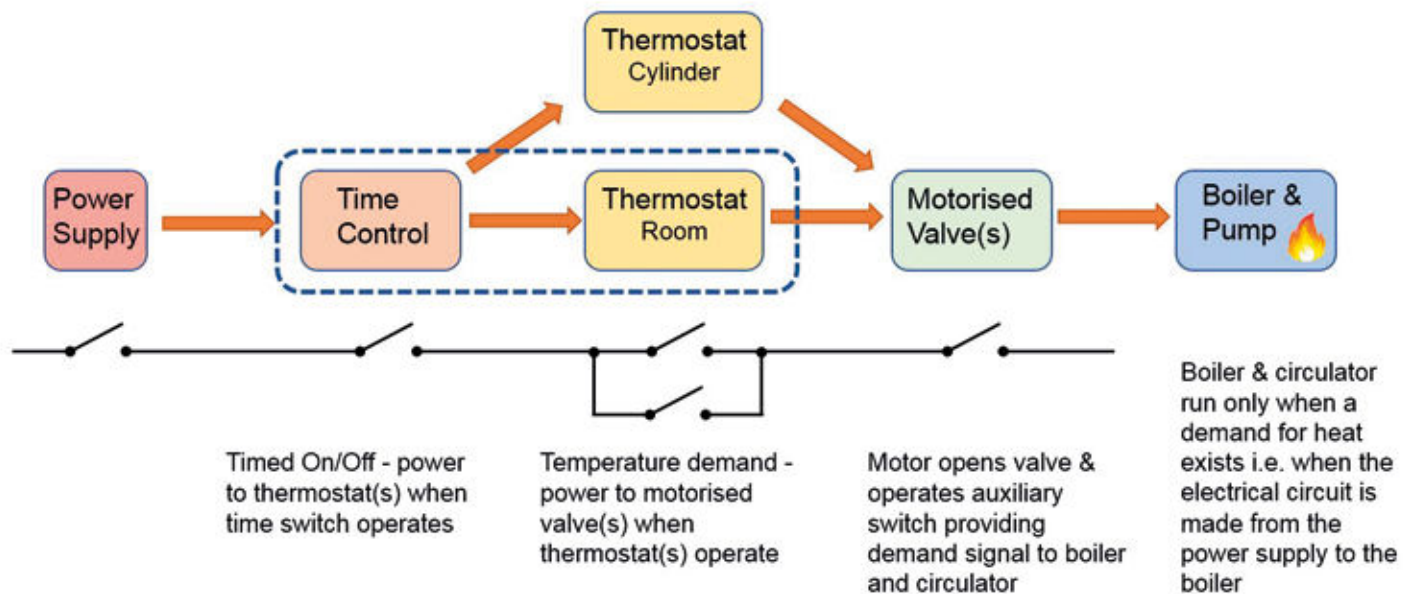 Thermostat
Cylinder
Power
Supply
Time
Control
Thermostat
Room
Motorised
Valve(s)
Boiler &
Pump
Timed On/Off - power
to thermostat(s) when
time switch operates
Temperature demand -
power to motorised
valve(s) when
thermostat(s) operate
Motor opens valve &
operates auxiliary
switch providing
demand signal to boiler
and circulator
Boiler & circulator
run only when a
demand for heat
exists i.e. when the
electrical circuit is
made from the
power supply to the
boiler